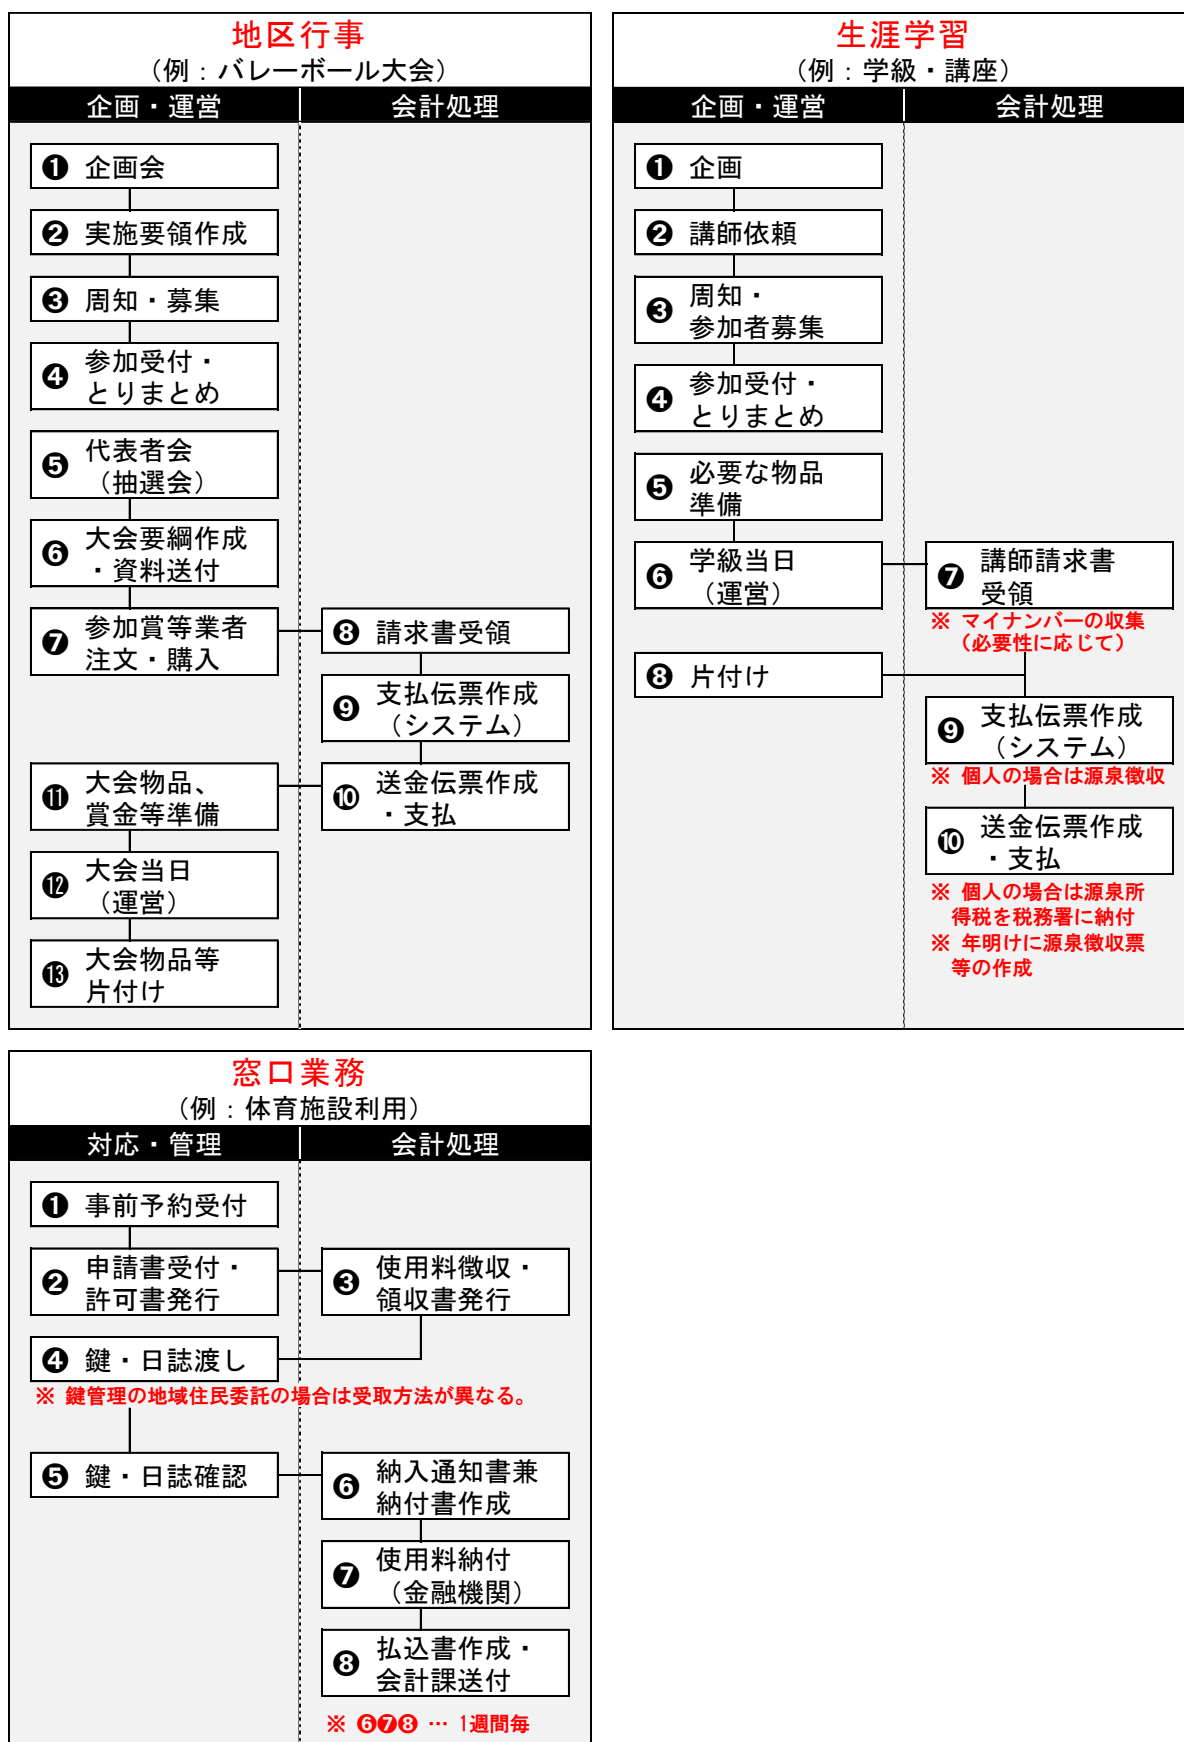 地区行事
（例：バレーボール大会）
企画・運営
会計処理
❶ 企画会
❷ 実施要領作成
❸ 周知・募集
❹ 参加受付・
とりまとめ
❺ 代表者会
（抽選会）
❻ 大会要綱作成
・資料送付
❼ 参加賞等業者
注文・購入
❽ 請求書受領
❾ 支払伝票作成
（システム）
❿ 送金伝票作成
・支払
⓫ 大会物品、
賞金等準備
⓬ 大会当日
（運営）
⓭ 大会物品等
片付け
生涯学習
（例：学級・講座）
企画・運営
会計処理
❶ 企画
❷ 講師依頼
❸ 周知・
参加者募集
❹ 参加受付・
とりまとめ
❺ 必要な物品
準備
❻ 学級当日
（運営）
❼ 講師請求書
受領
※ マイナンバーの収集
（必要性に応じて）
❽ 片付け
❾ 支払伝票作成
（システム）
※ 個人の場合は源泉徴収
❿ 送金伝票作成
・支払
※ 個人の場合は源泉所
得税を税務署に納付
※ 年明けに源泉徴収票
等の作成
窓口業務
（例：体育施設利用）
対応・管理
会計処理
❶ 事前予約受付
❷ 申請書受付・
許可書発行
❸ 使用料徴収・
領収書発行
❹ 鍵・日誌渡し
※ 鍵管理の地域住民委託の場合は受取方法が異なる。
❺ 鍵・日誌確認
❻ 納入通知書兼
納付書作成
❼ 使用料納付
（金融機関）
❽ 払込書作成・
会計課送付
※ ❻❼❽ … 1週間毎